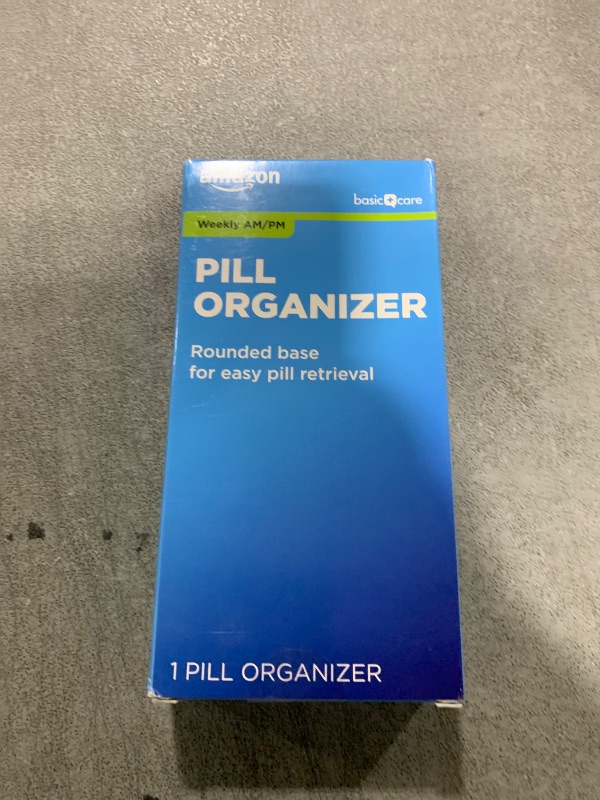 amazon
basic care
Weekly AM/PM
PILL
ORGANIZER
Rounded base
for easy pill retrieval
1 PILL ORGANIZER